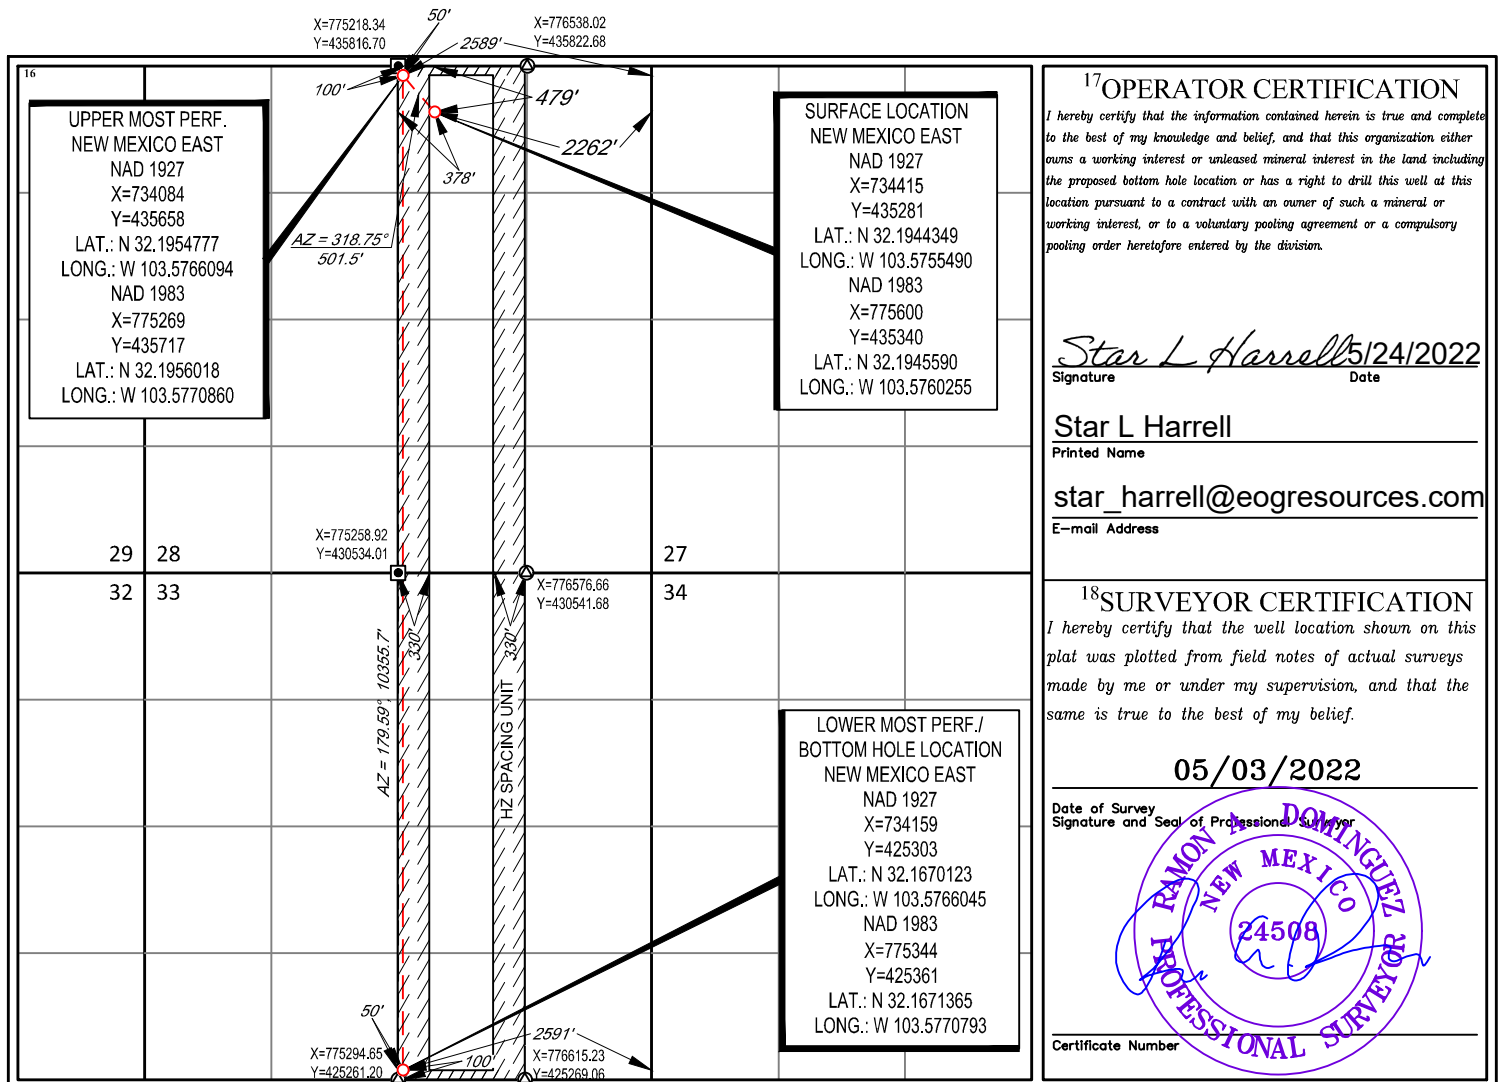 X=775218.34
Y=435816.70
50'
X=776538.02
Y=435822.68
2589'
16
100'
479'
2262'
378'
UPPER MOST PERF.
NEW MEXICO EAST
NAD 1927
X=734084
Y=435658
LAT.: N 32.1954777
LONG.: W 103.5766094
NAD 1983
X=775269
Y=435717
LAT.: N 32.1956018
LONG.: W 103.5770860
AZ = 318.75°
501.5'
SURFACE LOCATION
NEW MEXICO EAST
NAD 1927
X=734415
Y=435281
LAT.: N 32.1944349
LONG.: W 103.5755490
NAD 1983
X=775600
Y=435340
LAT.: N 32.1945590
LONG.: W 103.5760255
X=775258.92
Y=430534.01
29 28
27
32 33
34
X=776576.66
Y=430541.68
330'
330'
AZ = 179.59°, 10355.7'
HZ SPACING UNIT
LOWER MOST PERF./
BOTTOM HOLE LOCATION
NEW MEXICO EAST
NAD 1927
X=734159
Y=425303
LAT.: N 32.1670123
LONG.: W 103.5766045
NAD 1983
X=775344
Y=425361
LAT.: N 32.1671365
LONG.: W 103.5770793
50'
2591'
100'
X=775294.65
Y=425261.20
X=776615.23
Y=425269.06
17 OPERATOR CERTIFICATION
I hereby certify that the information contained herein is true and complete
to the best of my knowledge and belief, and that this organization either
owns a working interest or unleased mineral interest in the land including
the proposed bottom hole location or has a right to drill this well at this
location pursuant to a contract with an owner of such a mineral or
working interest, or to a voluntary pooling agreement or a compulsory
pooling order heretofore entered by the division.
Star L Harrell 5/24/2022
Signature Date
Star L Harrell
Printed Name
star_harrell@eogresources.com
E-mail Address
18 SURVEYOR CERTIFICATION
I hereby certify that the well location shown on this
plat was plotted from field notes of actual surveys
made by me or under my supervision, and that the
same is true to the best of my belief.
05/03/2022
Date of Survey
Signature and Seal of Professional Surveyor
RAMON A. DOMINGUEZ
NEW MEXICO
24508
PROFESSIONAL SURVEYOR
Certificate Number